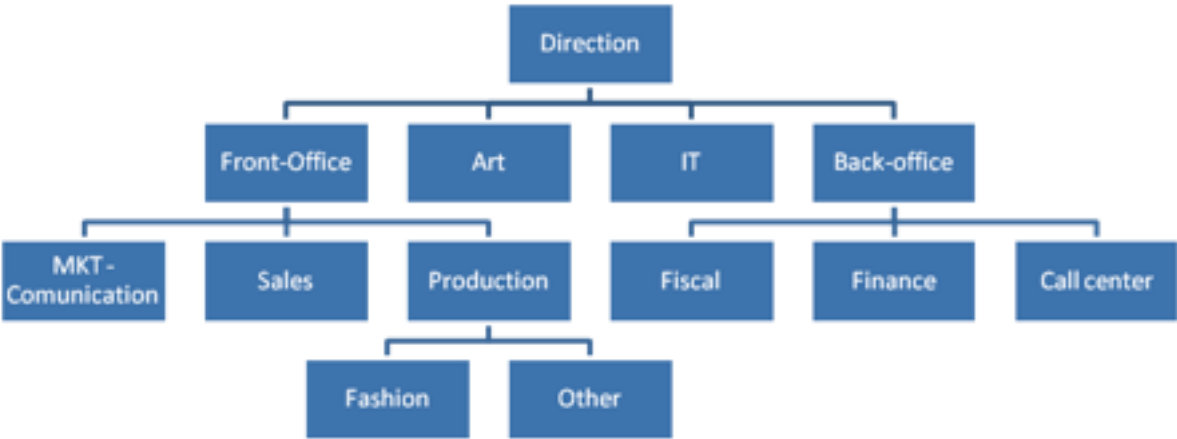 Direction
Front-Office
Art
IT
Back-office
MKT -
Comunication
Sales
Production
Fiscal
Finance
Call center
Fashion
Other